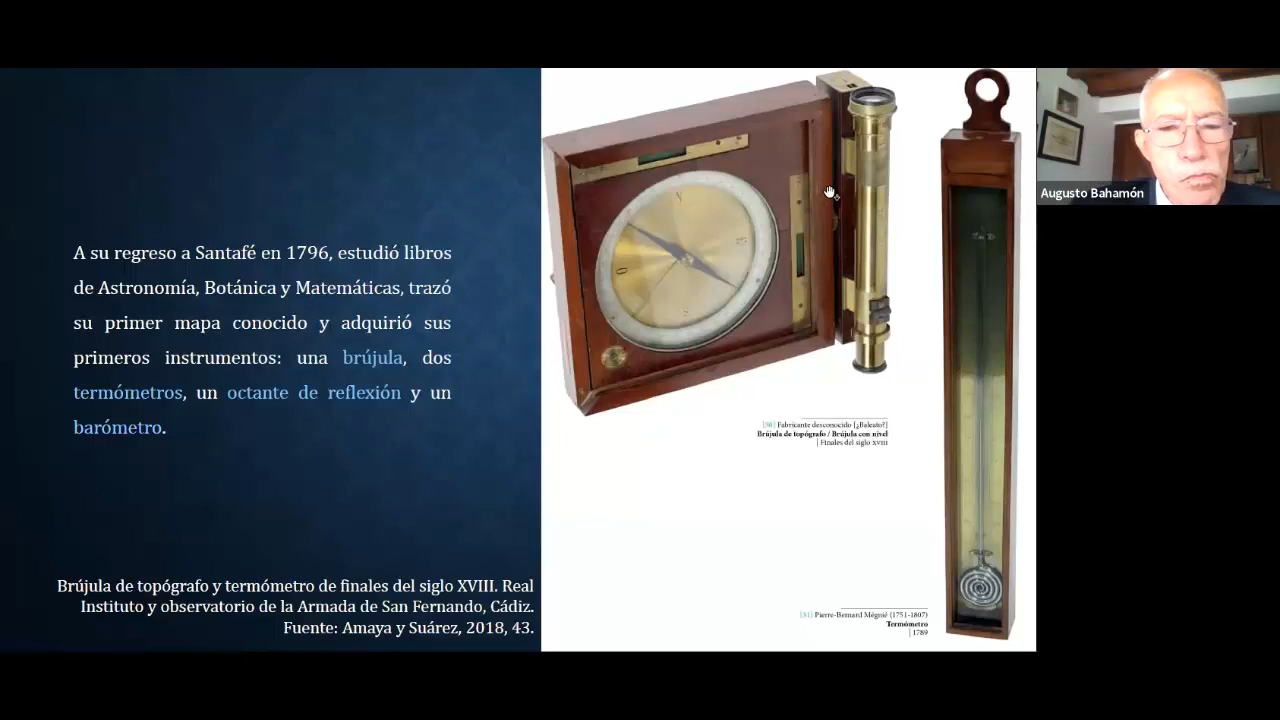 A su regreso a Santafé en 1796, estudió libros
de Astronomía, Botánica y Matemáticas, trazó
su primer mapa conocido y adquirió sus
primeros instrumentos: una brújula, dos
termómetros, un octante de reflexión y un
barómetro.
Brújula de topógrafo y termómetro de finales del siglo XVIII. Real
Instituto y observatorio de la Armada de San Fernando, Cádiz.
Fuente: Amaya y Suárez, 2018, 43.
Fabricante desconocido [¿Baleato?]
Brújula de topógrafo / Brújula con nivel
| Finales del siglo XVIII
Pierre-Bernard Mégnié (1751-1807)
Termómetro
| 1789
Augusto Bahamón